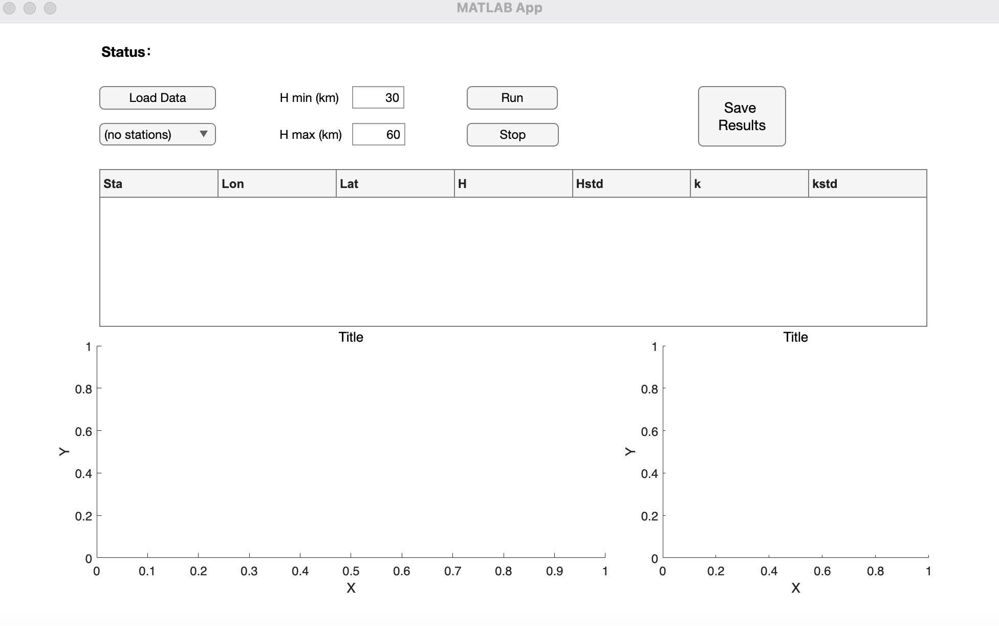 MATLAB App
Status:
Load Data
H min (km) 30
Run
Save
Results
(no stations)
H max (km) 60
Stop
Sta Lon Lat H Hstd k kstd
Title
1
0.8
0.6
0.4
0.2
0
Y
0 0.1 0.2 0.3 0.4 0.5 0.6 0.7 0.8 0.9 1
X
Title
1
0.8
0.6
0.4
0.2
0
Y
0 0.2 0.4 0.6 0.8 1
X